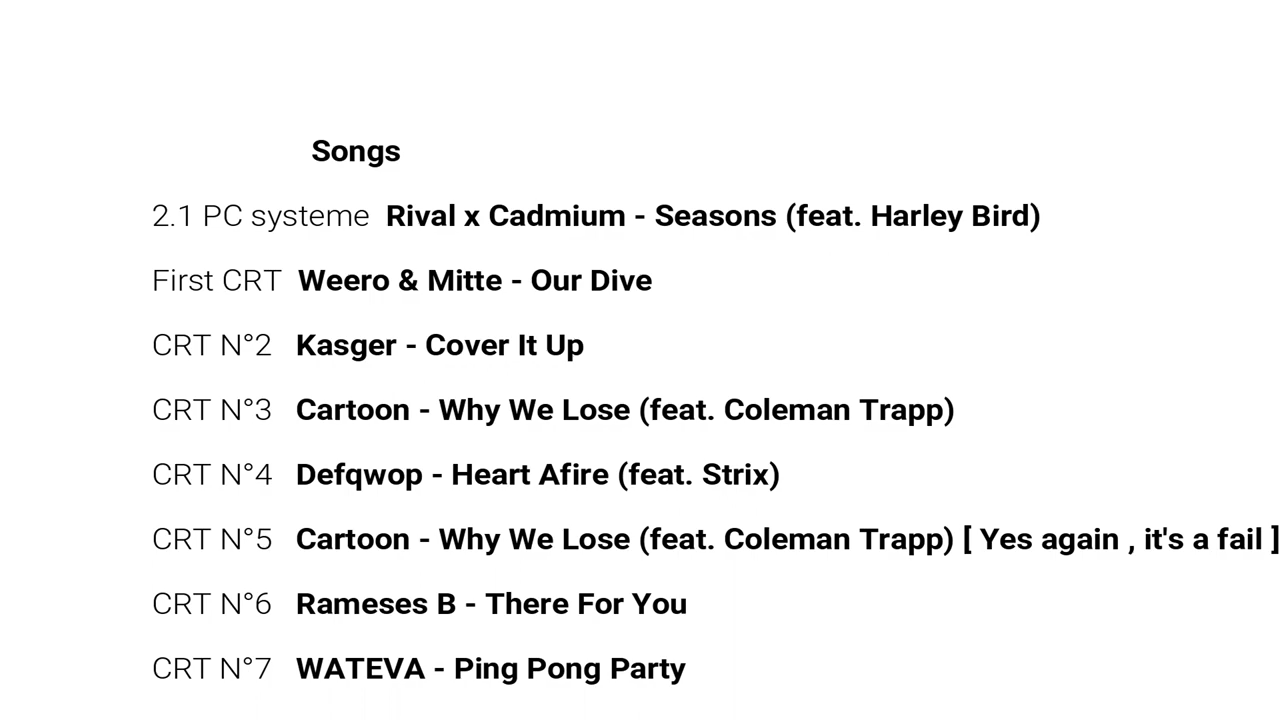 Songs
2.1 PC systeme Rival x Cadmium - Seasons (feat. Harley Bird)
First CRT Weero & Mitte - Our Dive
CRT N°2 Kasger - Cover It Up
CRT N°3 Cartoon - Why We Lose (feat. Coleman Trapp)
CRT N°4 Defqwop - Heart Afire (feat. Strix)
CRT N°5 Cartoon - Why We Lose (feat. Coleman Trapp) [ Yes again , it's a fail ]
CRT N°6 Rameses B - There For You
CRT N°7 WATEVA - Ping Pong Party